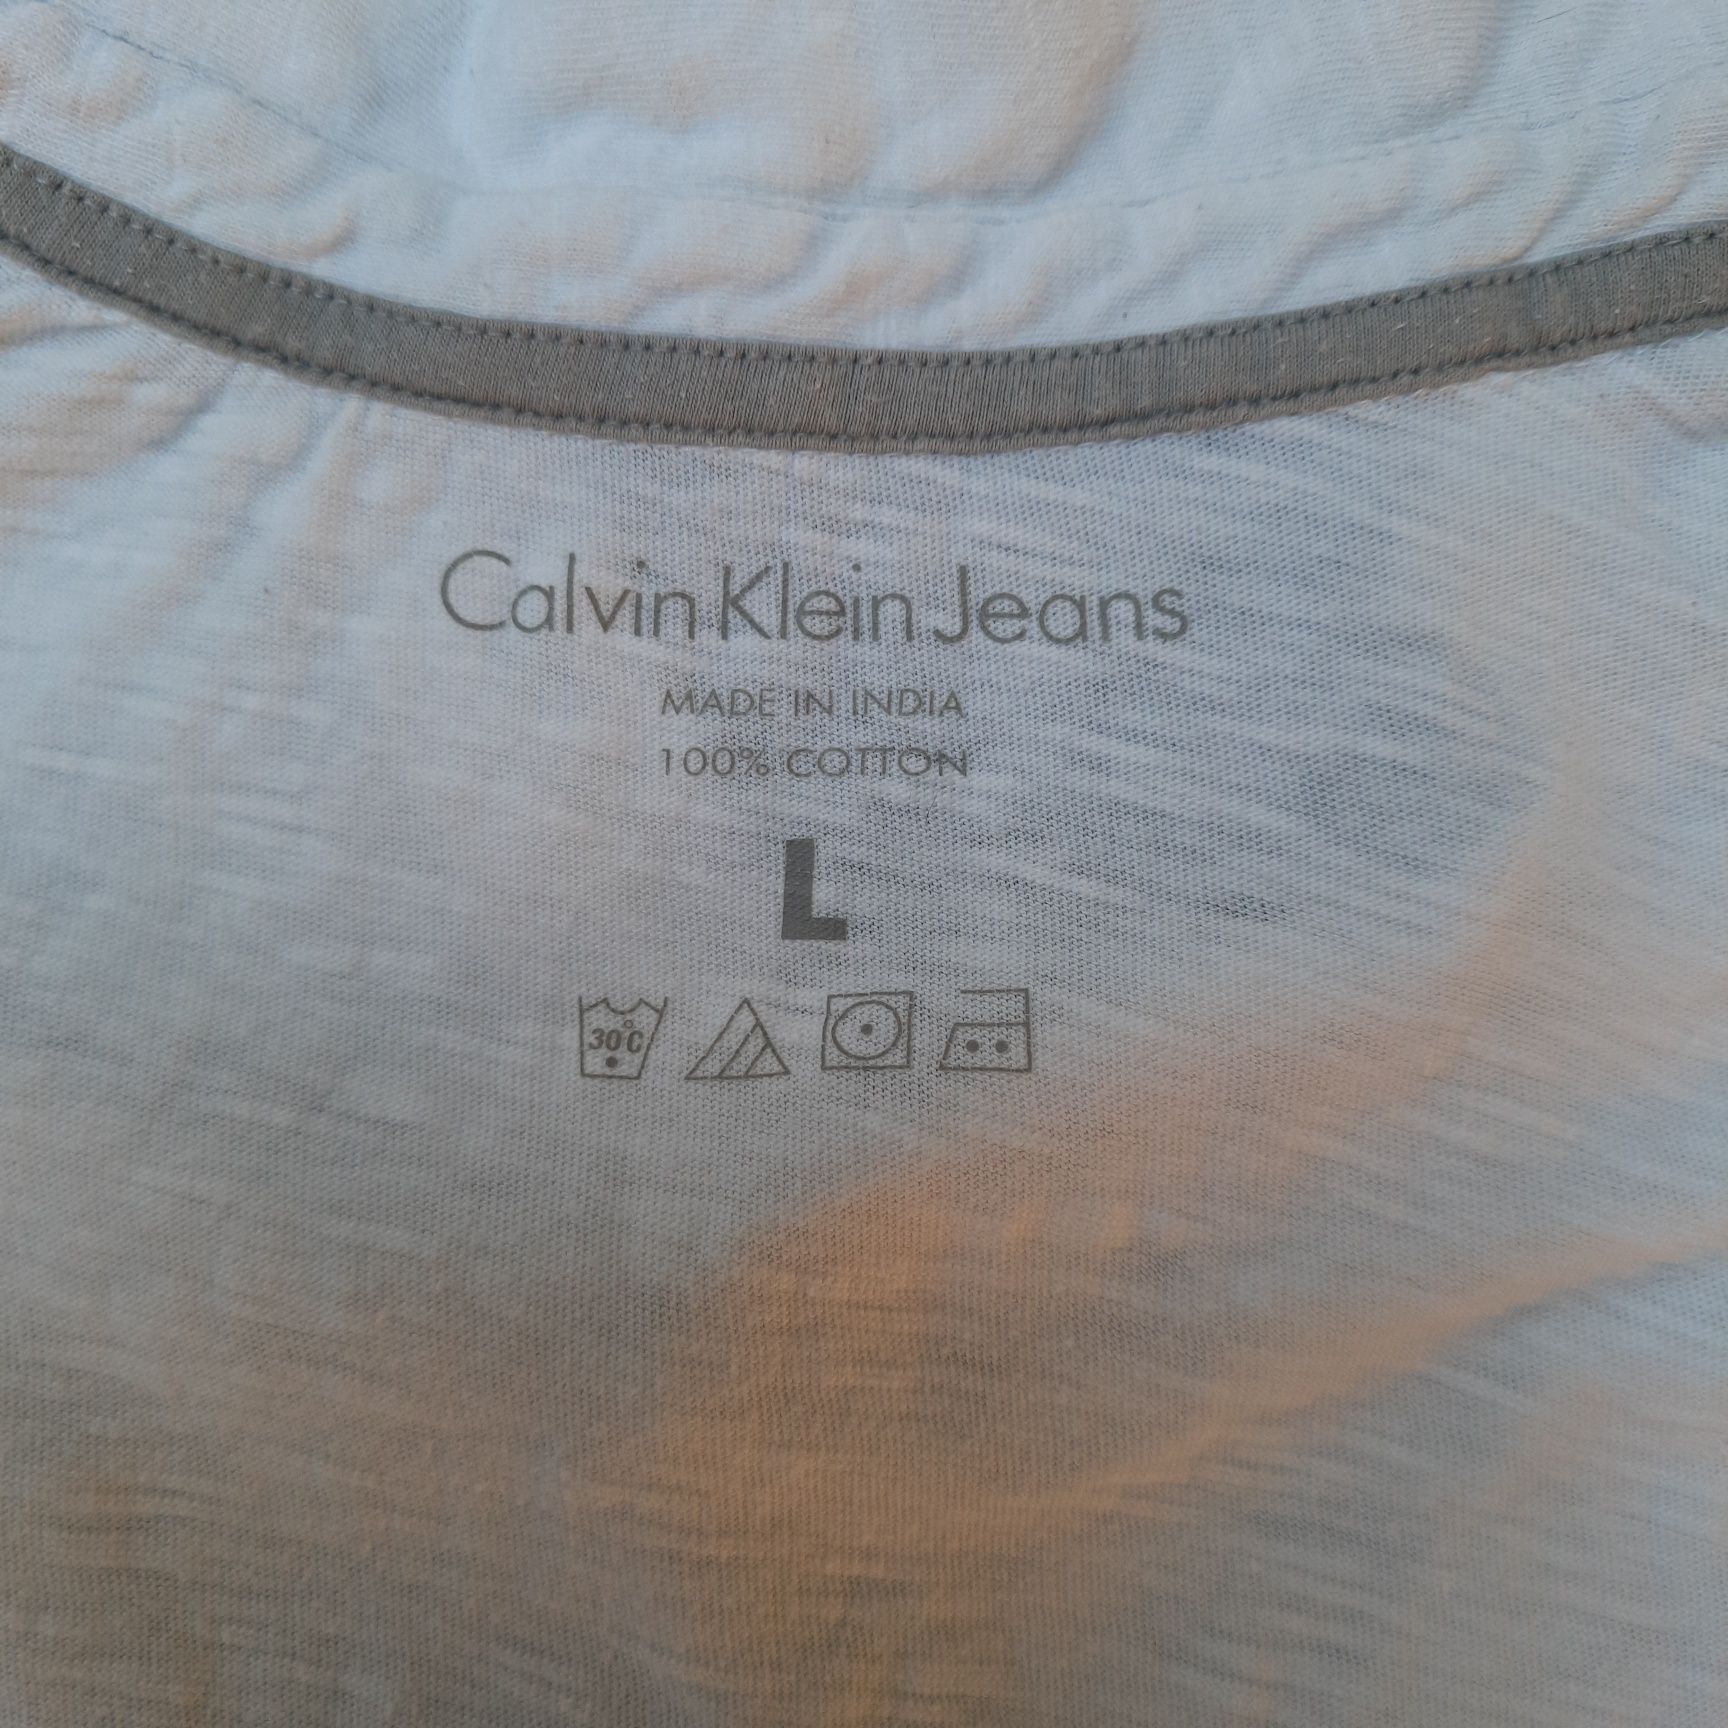 Calvin Klein Jeans
MADE IN INDIA
100% COTTON
L
30°C